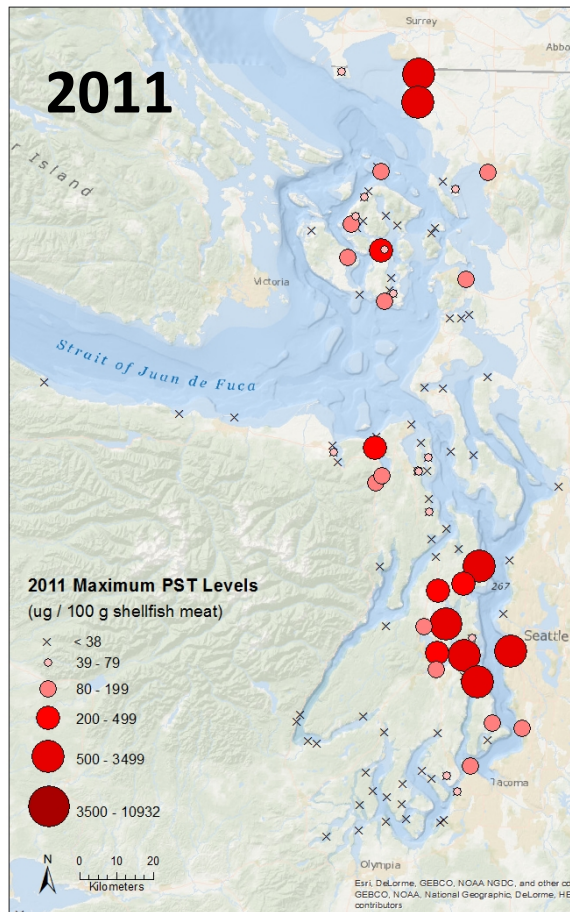 Surrey
Abbo
2011
r Island
Victoria
Strait of Juan de Fuca
2011 Maximum PST Levels
(ug / 100 g shellfish meat)
267
< 38
Seattle
39 - 79
80 - 199
200 - 499
500 - 3499
3500 - 10932
Tacoma
N
0 10 20
Kilometers
Olympia
Esri, DeLorme, GEBCO, NOAA NGDC, and other co
GEBCO, NOAA, National Geographic, DeLorme, HE
contributors